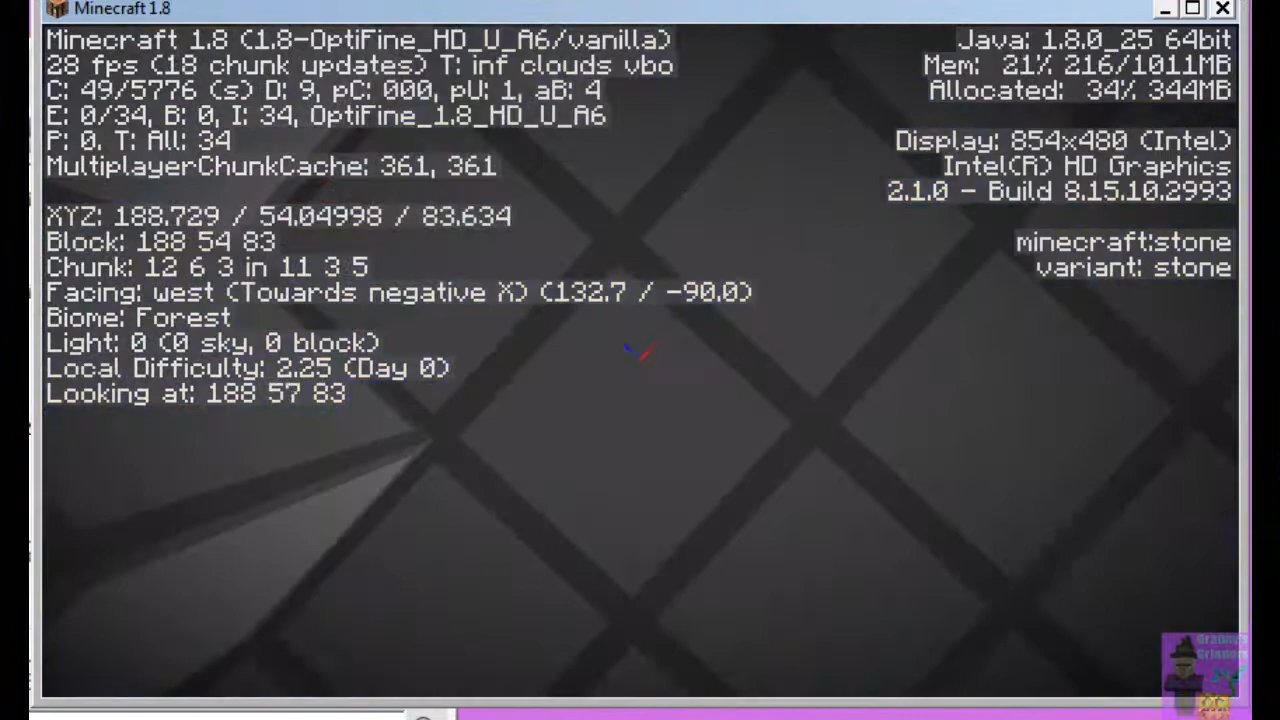 Minecraft 1.8
Minecraft 1.8 (1.8-OptiFine_HD_U_A6/vanilla)
28 fps (18 chunk updates) T: inf clouds vbo
C: 49/5776 (s) D: 9, pC: 000, pU: 1, aB: 4
E: 0/34, B: 0, I: 34, OptiFine_1.8_HD_U_A6
P: 0. T: All: 34
MultiplayerChunkCache: 361, 361
XYZ: 188.729 / 54.04998 / 83.634
Block: 188 54 83
Chunk: 12 6 3 in 11 3 5
Facing: west (Towards negative X) (132.7 / -90.0)
Biome: Forest
Light: 0 (0 sky, 0 block)
Local Difficulty: 2.25 (Day 0)
Looking at: 188 57 83
Java: 1.8.0_25 64bit
Mem: 21% 216/1011MB
Allocated: 34% 344MB
Display: 854x480 (Intel)
Intel(R) HD Graphics
2.1.0 - Build 8.15.10.2993
minecraft:stone
variant: stone